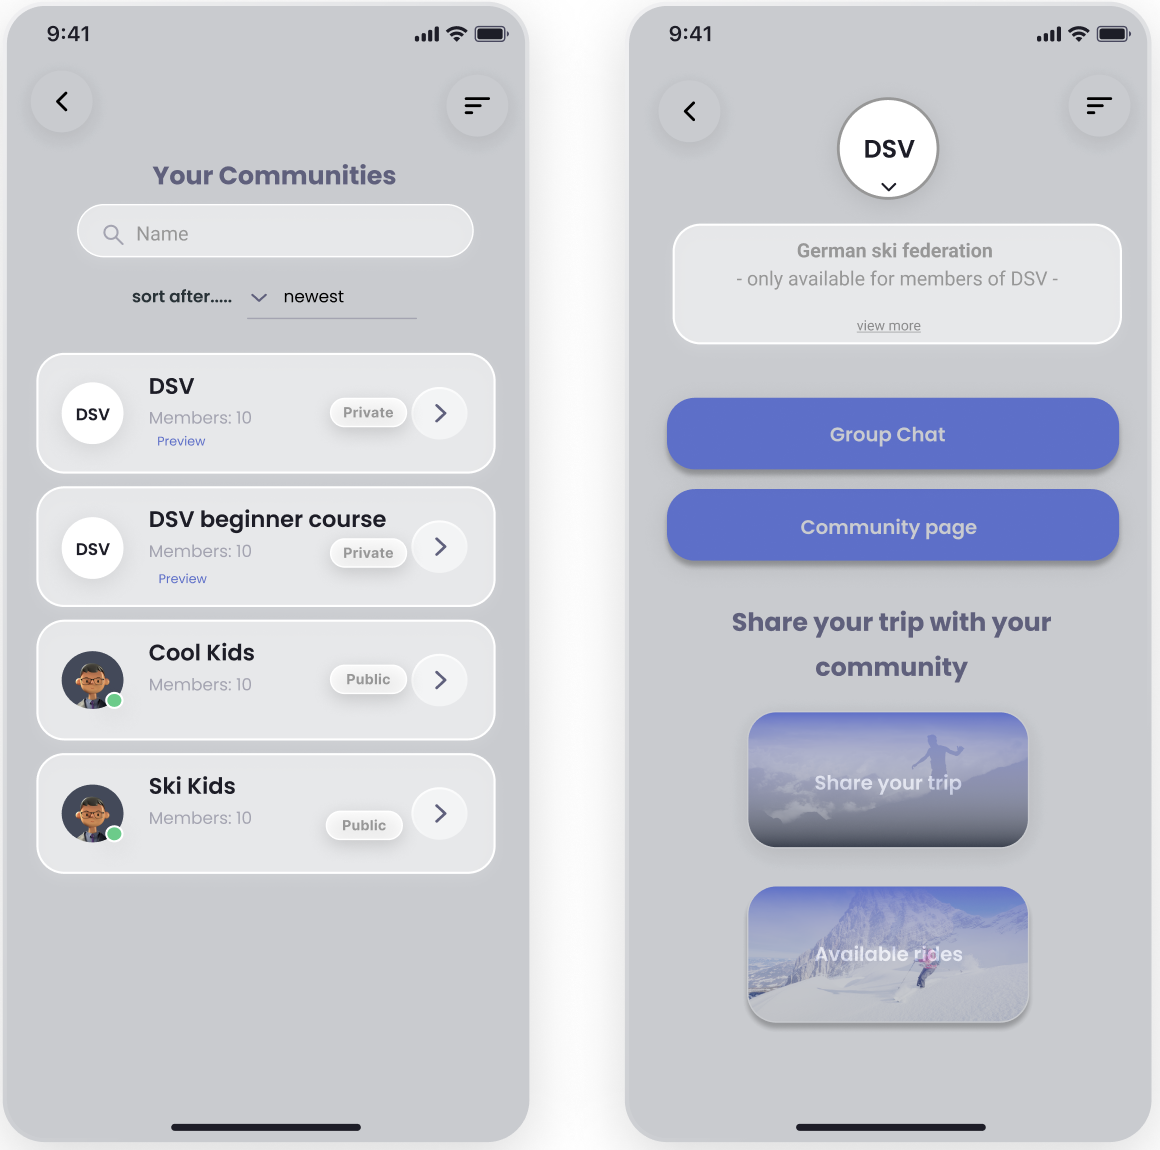 9:41
Your Communities
Name
sort after..... newest
DSV
DSV
Members: 10
Private
Preview
DSV
DSV beginner course
Members: 10
Private
Preview
Cool Kids
Members: 10
Public
Ski Kids
Members: 10
Public
9:41
DSV
German ski federation
- only available for members of DSV -
view more
Group Chat
Community page
Share your trip with your
community
Share your trip
Available rides